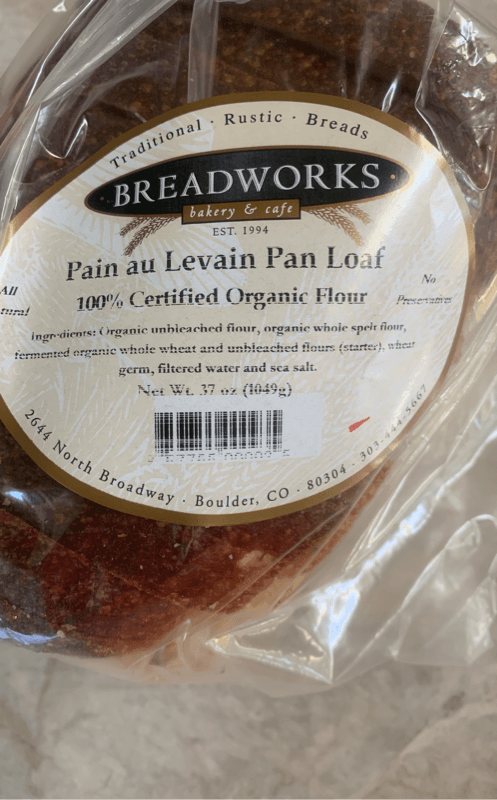 Traditional · Rustic · Breads
BREADWORKS
bakery & cafe
EST. 1994
Pain au Levain Pan Loaf
100% Certified Organic Flour
All
No
Preservatives
Ingredients: Organic unbleached flour, organic whole spelt flour,
fermented organic whole wheat and unbleached flours (starter), wheat
germ, filtered water and sea salt.
Net Wt. 37 oz (1049g)
2644 North Broadway · Boulder, CO · 80304 · 303-444-5667